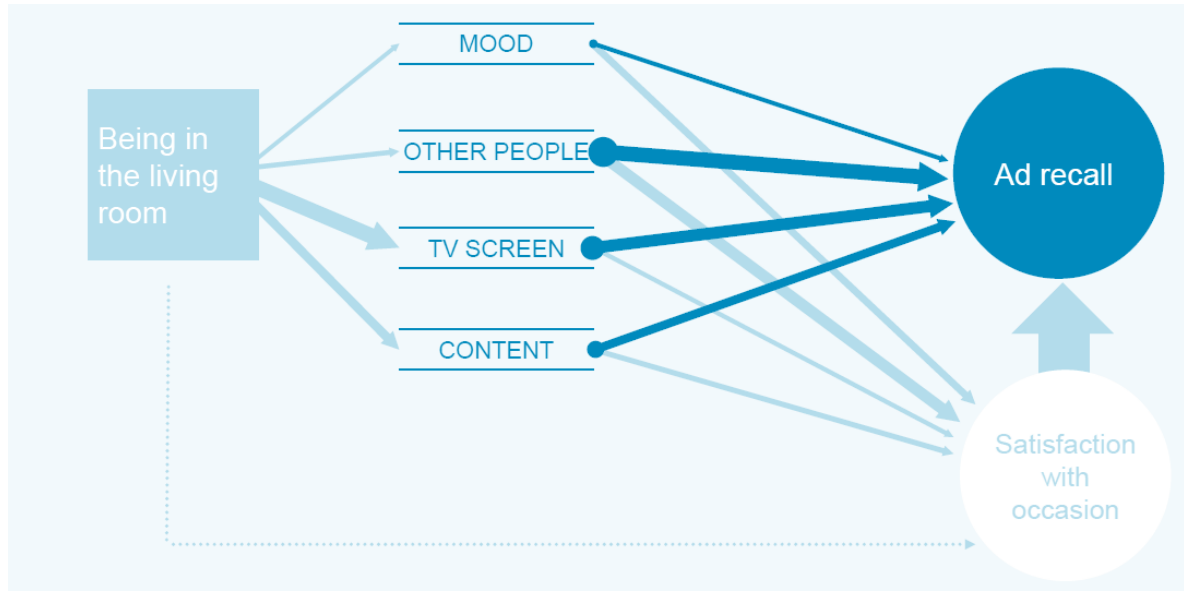 Being in
the living
room
MOOD
OTHER PEOPLE
TV SCREEN
CONTENT
Ad recall
Satisfaction
with
occasion